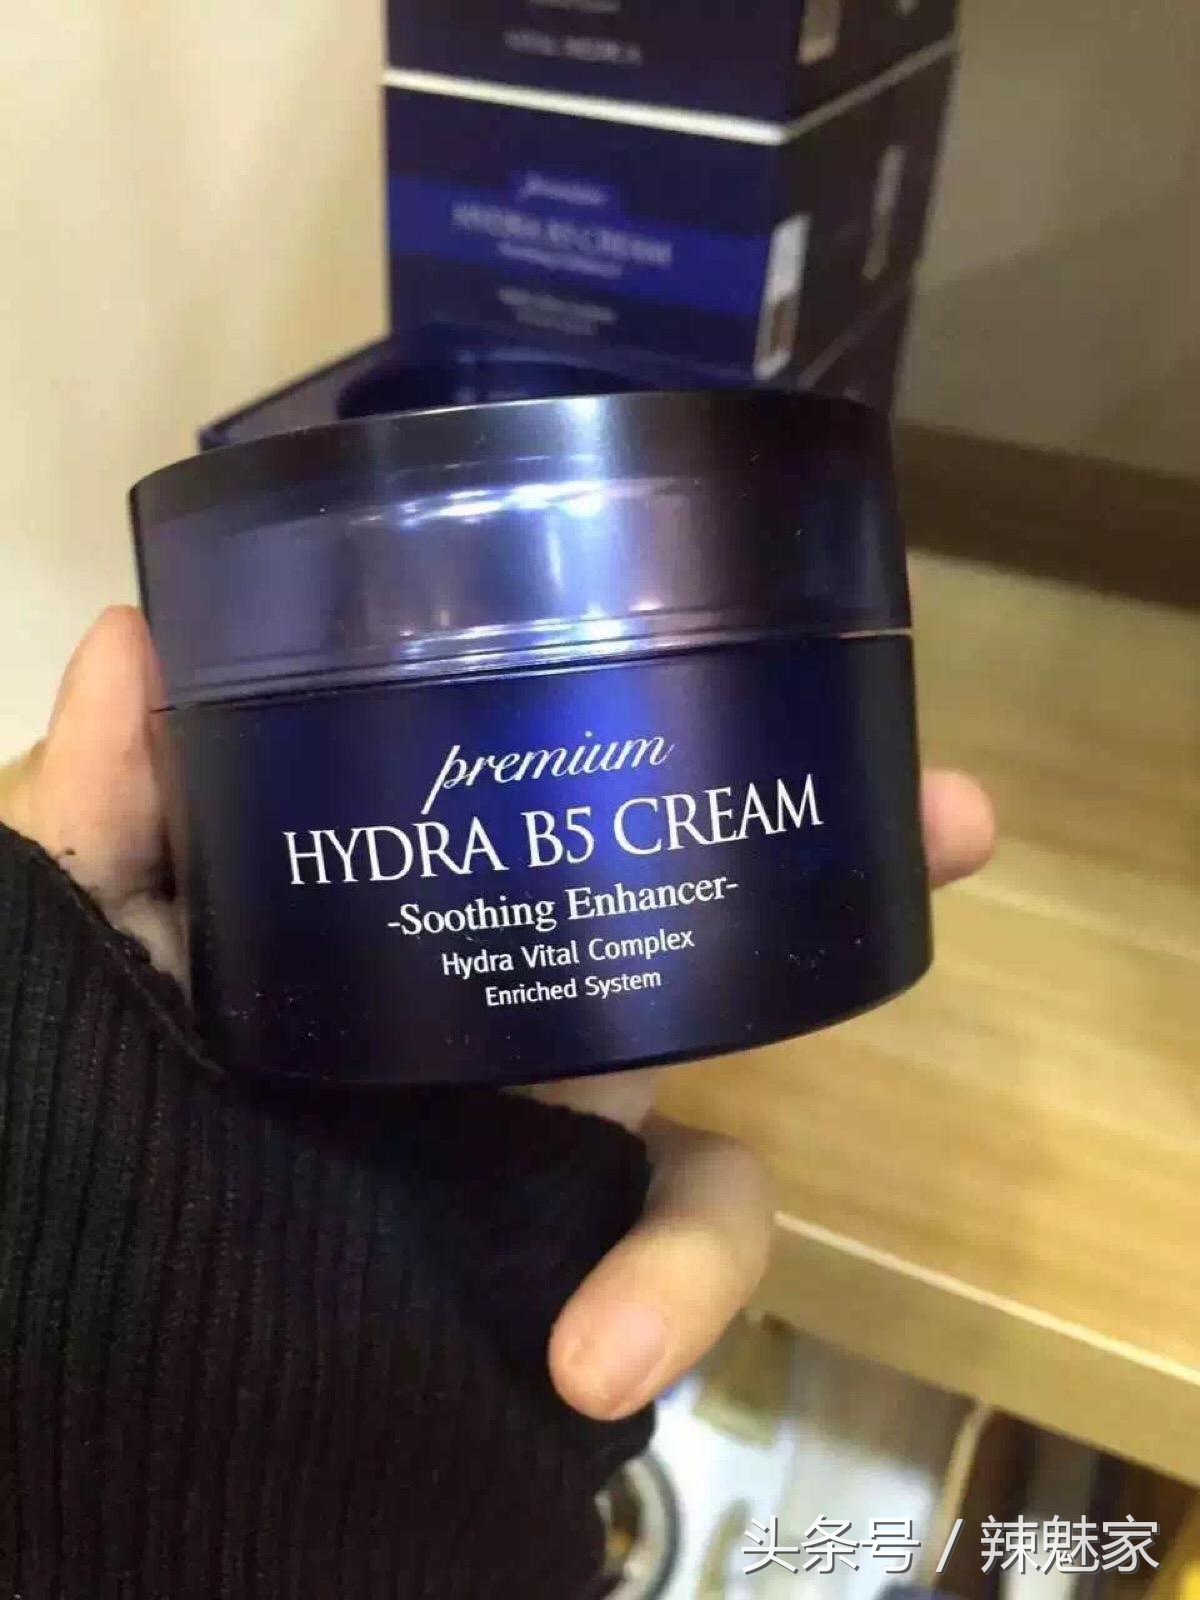 premium
HYDRA B5 CREAM
premium
HYDRA B5 CREAM
-Soothing Enhancer-
Hydra Vital Complex
Enriched System
头条号 / 辣魅家